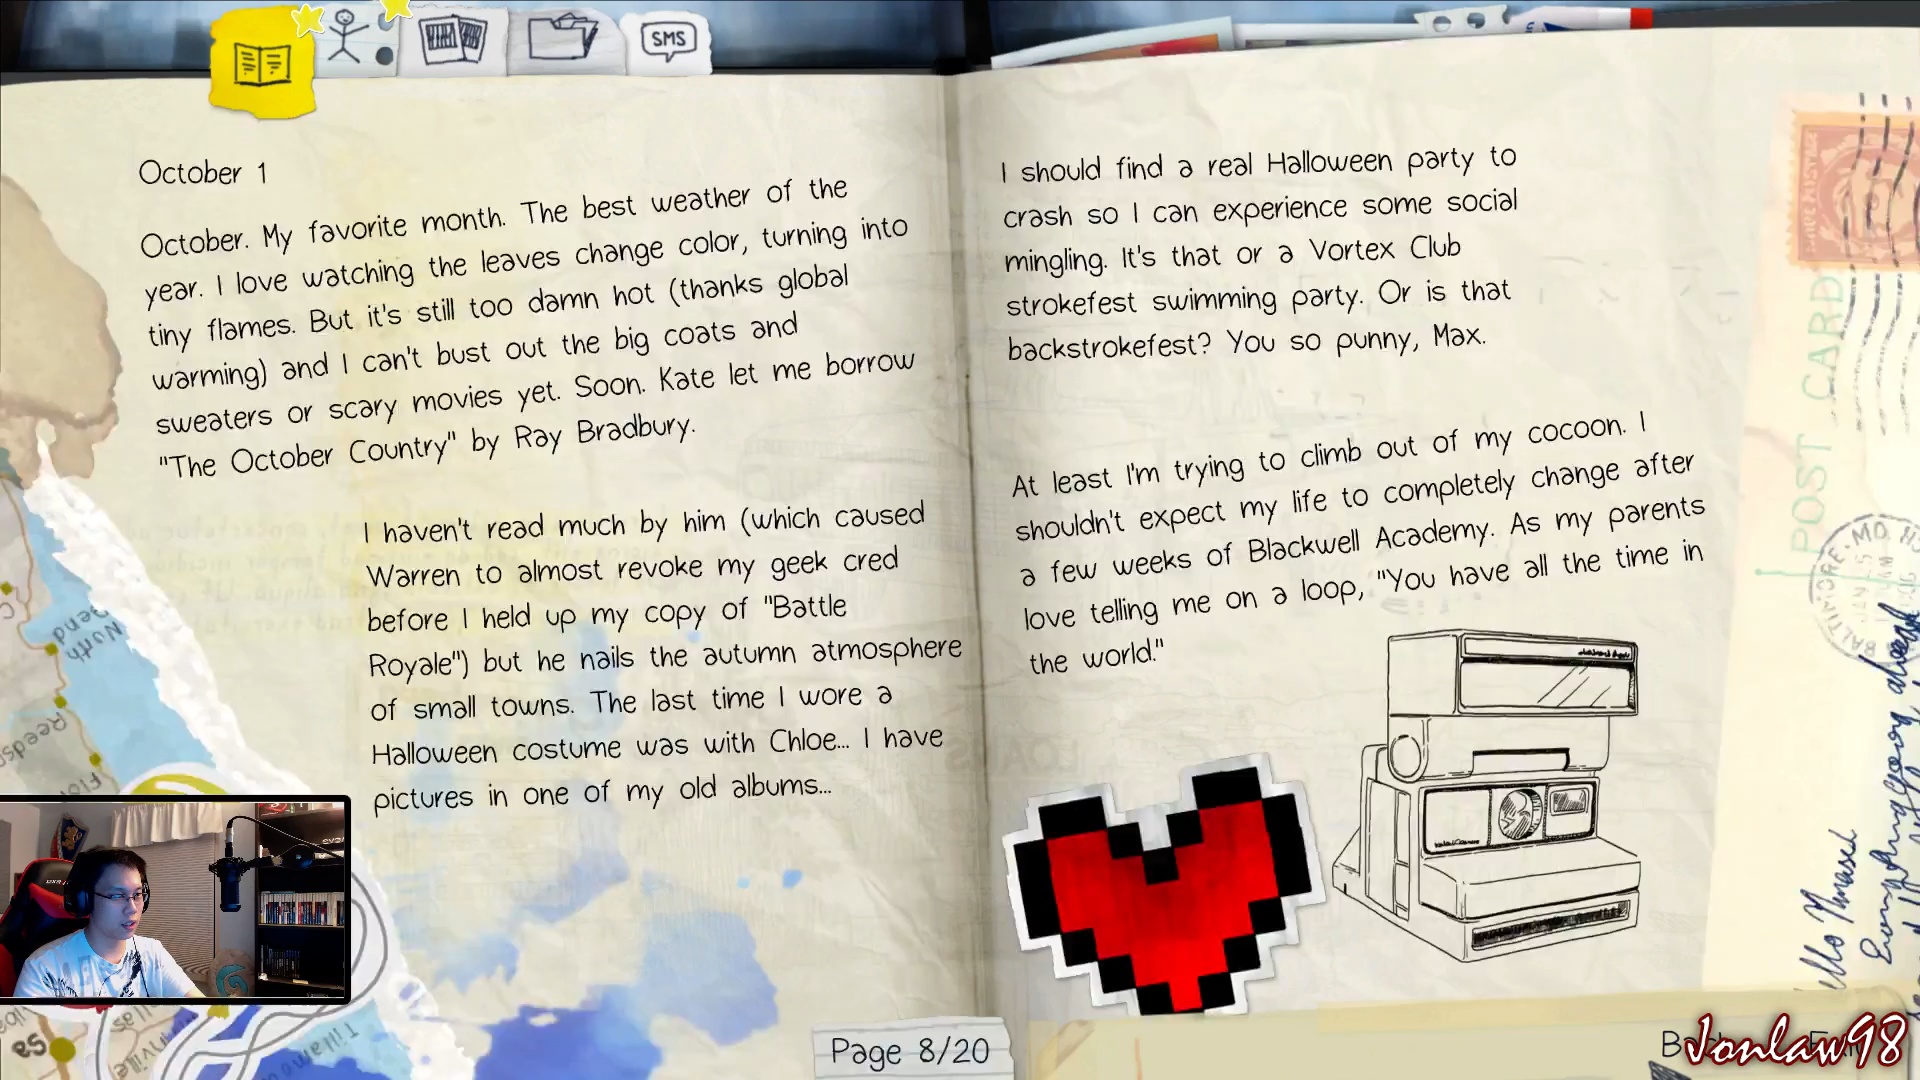 SMS
October 1
October. My favorite month. The best weather of the
year. I love watching the leaves change color, turning into
tiny flames. But it's still too damn hot (thanks global
warming) and I can't bust out the big coats and
sweaters or scary movies yet. Soon. Kate let me borrow
"The October Country" by Ray Bradbury.
I haven't read much by him (which caused
Warren to almost revoke my geek cred
before I held up my copy of "Battle
Royale") but he nails the autumn atmosphere
of small towns. The last time I wore a
Halloween costume was with Chloe... I have
pictures in one of my old albums...
I should find a real Halloween party to
crash so I can experience some social
mingling. It's that or a Vortex Club
strokefest swimming party. Or is that
backstrokefest? You so punny, Max.
At least I'm trying to climb out of my cocoon. I
shouldn't expect my life to completely change after
a few weeks of Blackwell Academy. As my parents
love telling me on a loop, "You have all the time in
the world."
POST CARD
North
Bend
Page 8/20
Jonlaw98